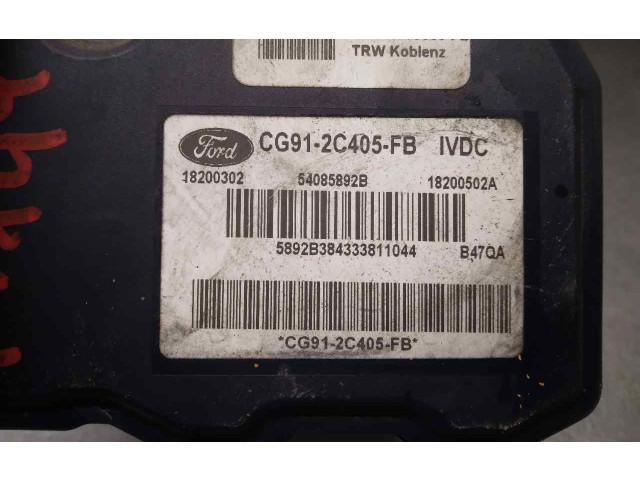 TRW Koblenz
Ford CG91-2C405-FB IVDC
18200302 54085892B 18200502A
5892B384333811044 B47QA
*CG91-2C405-FB*